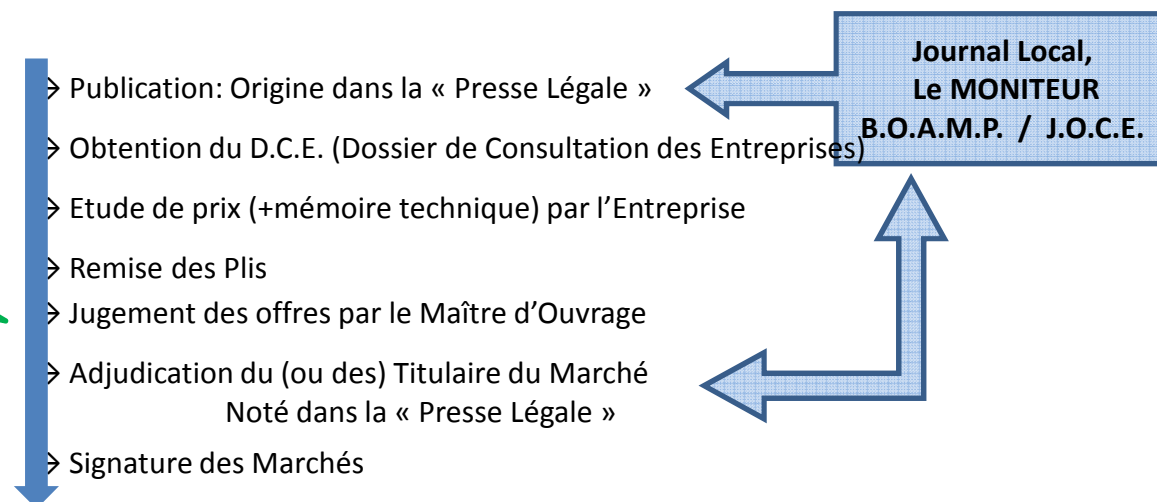 Journal Local,
Le MONITEUR
B.O.A.M.P. / J.O.C.E.
→ Publication: Origine dans la « Presse Légale »
→ Obtention du D.C.E. (Dossier de Consultation des Entreprises)
→ Etude de prix (+mémoire technique) par l’Entreprise
→ Remise des Plis
→ Jugement des offres par le Maître d’Ouvrage
→ Adjudication du (ou des) Titulaire du Marché
Noté dans la « Presse Légale »
→ Signature des Marchés